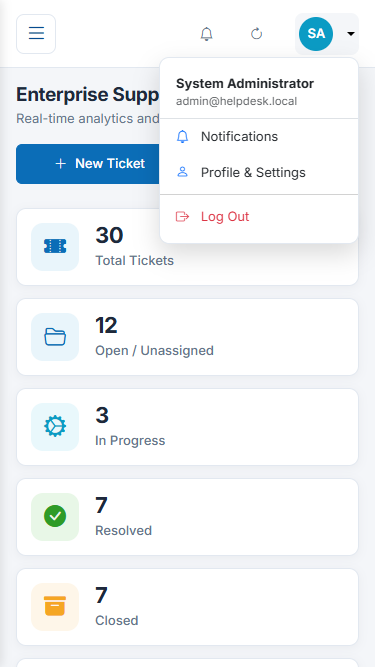 SA
System Administrator
admin@helpdesk.local
Enterprise Supp
Real-time analytics and
Notifications
Profile & Settings
New Ticket
Log Out
30
Total Tickets
12
Open / Unassigned
3
In Progress
7
Resolved
7
Closed